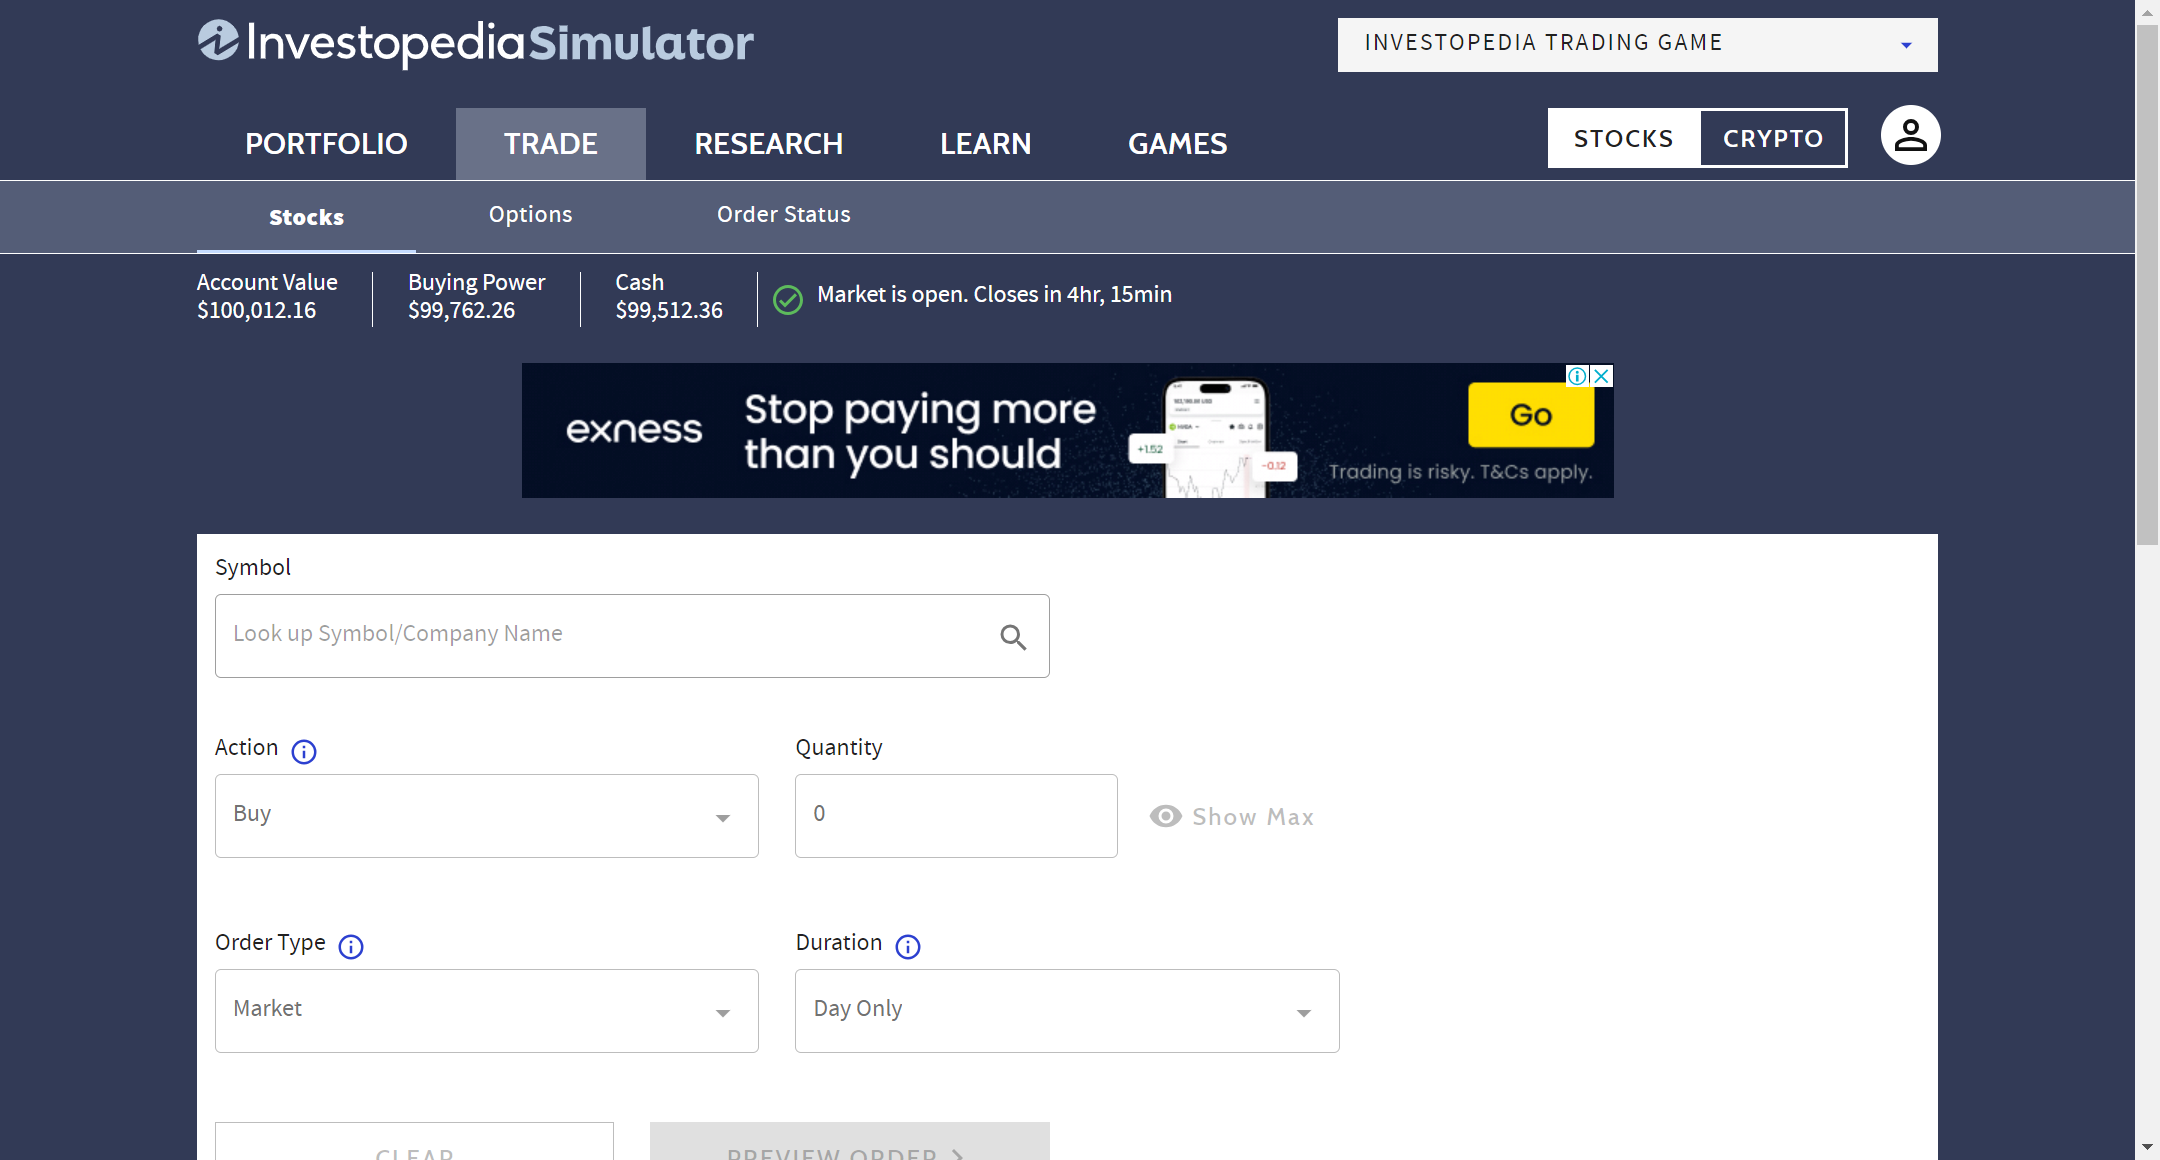 InvestopediaSimulator
INVESTOPEDIA TRADING GAME
PORTFOLIO TRADE RESEARCH LEARN GAMES
STOCKS CRYPTO
Stocks Options Order Status
Account Value Buying Power Cash
$100,012.16 $99,762.26 $99,512.36
Market is open. Closes in 4hr, 15min
exness
Stop paying more
than you should
+1.52
-0.12
Go
Trading is risky. T&Cs apply.
Symbol
Look up Symbol/Company Name
Action Quantity
Buy 0 Show Max
Order Type Duration
Market Day Only
CLEAR PREVIEW ORDER